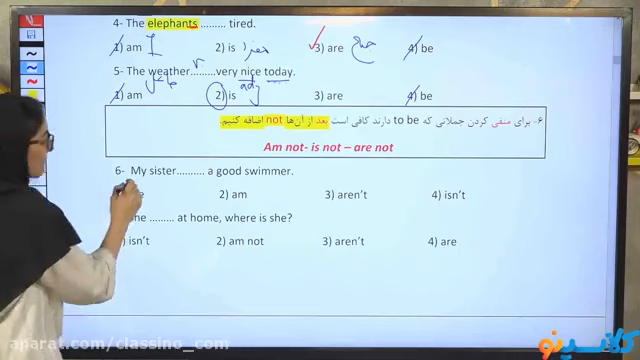 4- The elephants ......... tired.
1) am I 2) is مفرد 3) are جمع 4) be
5- The weather ......... very nice today.
adj
1) am 2) is 3) are 4) be
۶- برای منفی کردن جملاتی که to be دارند کافی است بعد از آن‌ها not اضافه کنیم.
Am not- is not – are not
6- My sister.......... a good swimmer.
2) am 3) aren't 4) isn't
......... at home, where is she?
isn't 2) am not 3) aren't 4) are
aparat.com/classino_com
کلاسینو